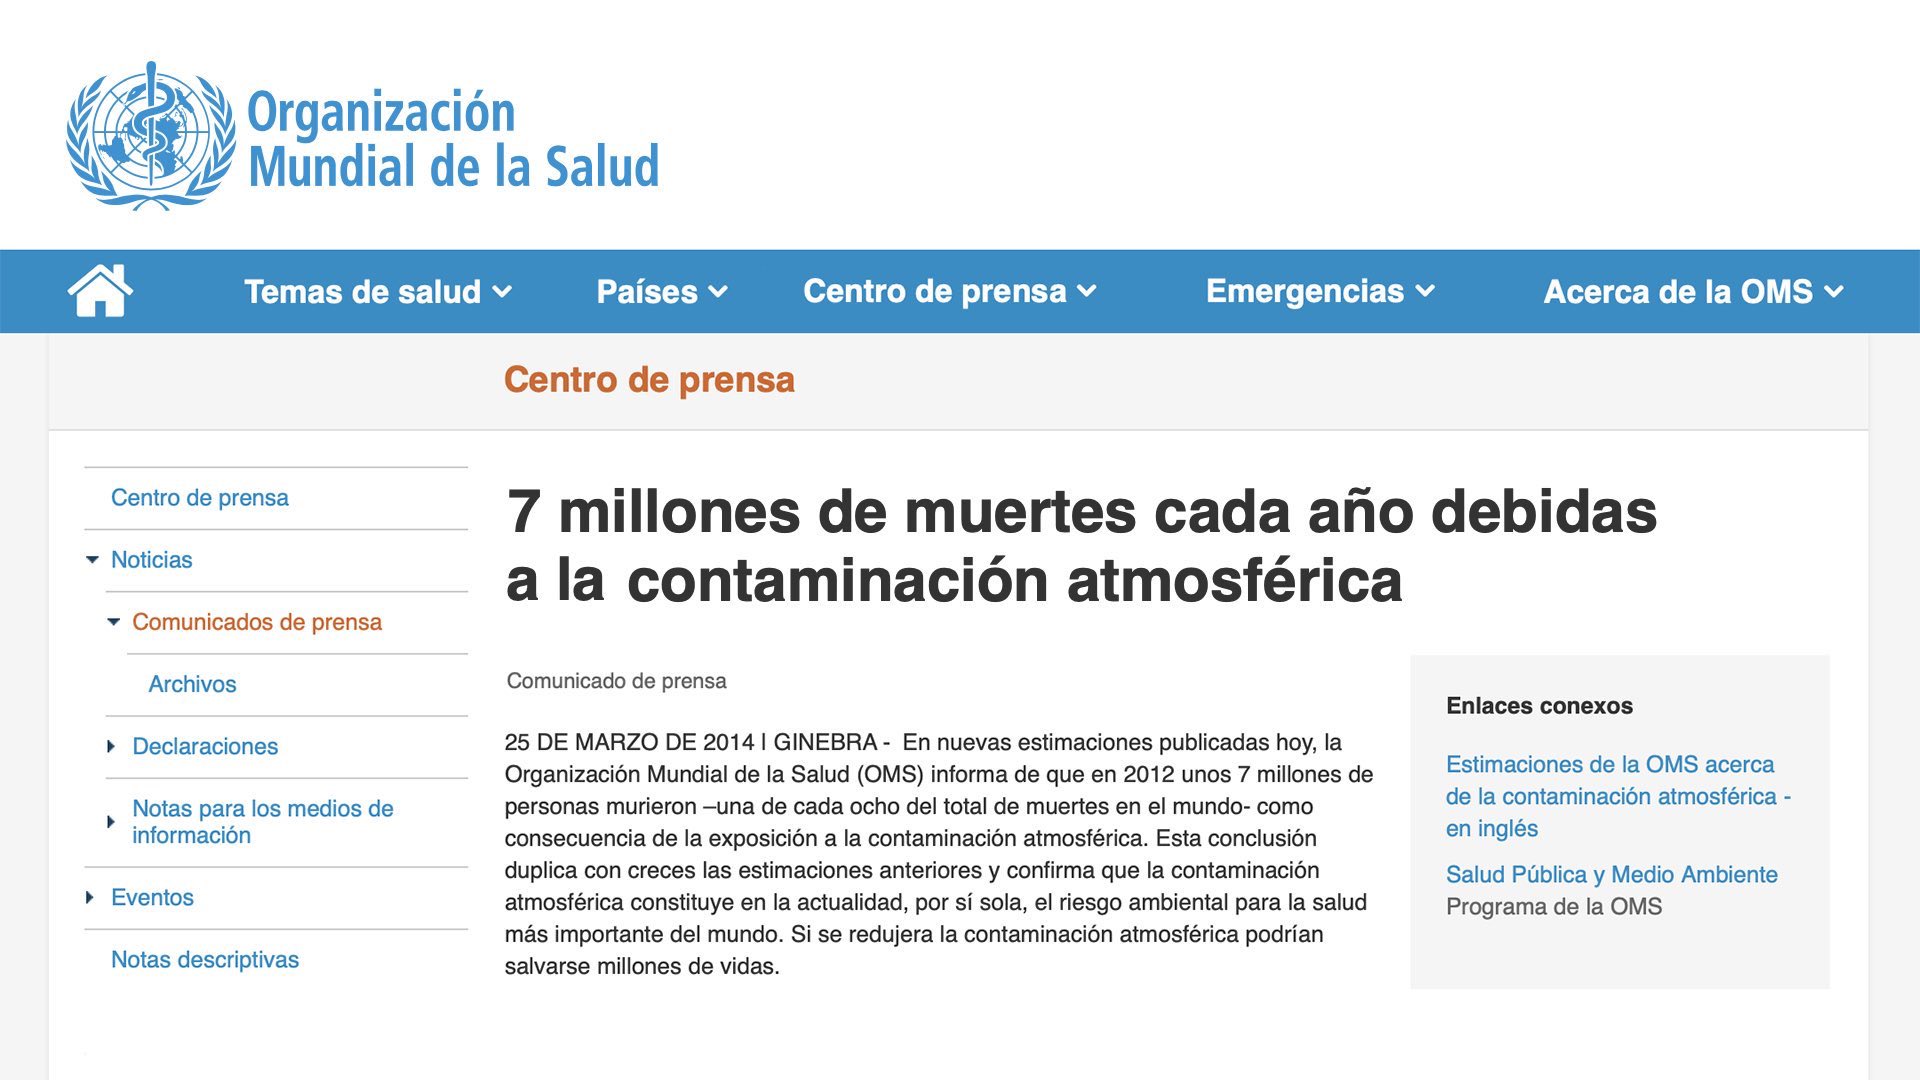 Organización
Mundial de la Salud
Temas de salud
Países
Centro de prensa
Emergencias
Acerca de la OMS
Centro de prensa
Centro de prensa
Noticias
Comunicados de prensa
Archivos
Declaraciones
Notas para los medios de
información
Eventos
Notas descriptivas
7 millones de muertes cada año debidas
a la contaminación atmosférica
Comunicado de prensa
25 DE MARZO DE 2014 | GINEBRA -  En nuevas estimaciones publicadas hoy, la
Organización Mundial de la Salud (OMS) informa de que en 2012 unos 7 millones de
personas murieron –una de cada ocho del total de muertes en el mundo- como
consecuencia de la exposición a la contaminación atmosférica. Esta conclusión
duplica con creces las estimaciones anteriores y confirma que la contaminación
atmosférica constituye en la actualidad, por sí sola, el riesgo ambiental para la salud
más importante del mundo. Si se redujera la contaminación atmosférica podrían
salvarse millones de vidas.
Enlaces conexos
Estimaciones de la OMS acerca
de la contaminación atmosférica -
en inglés
Salud Pública y Medio Ambiente
Programa de la OMS